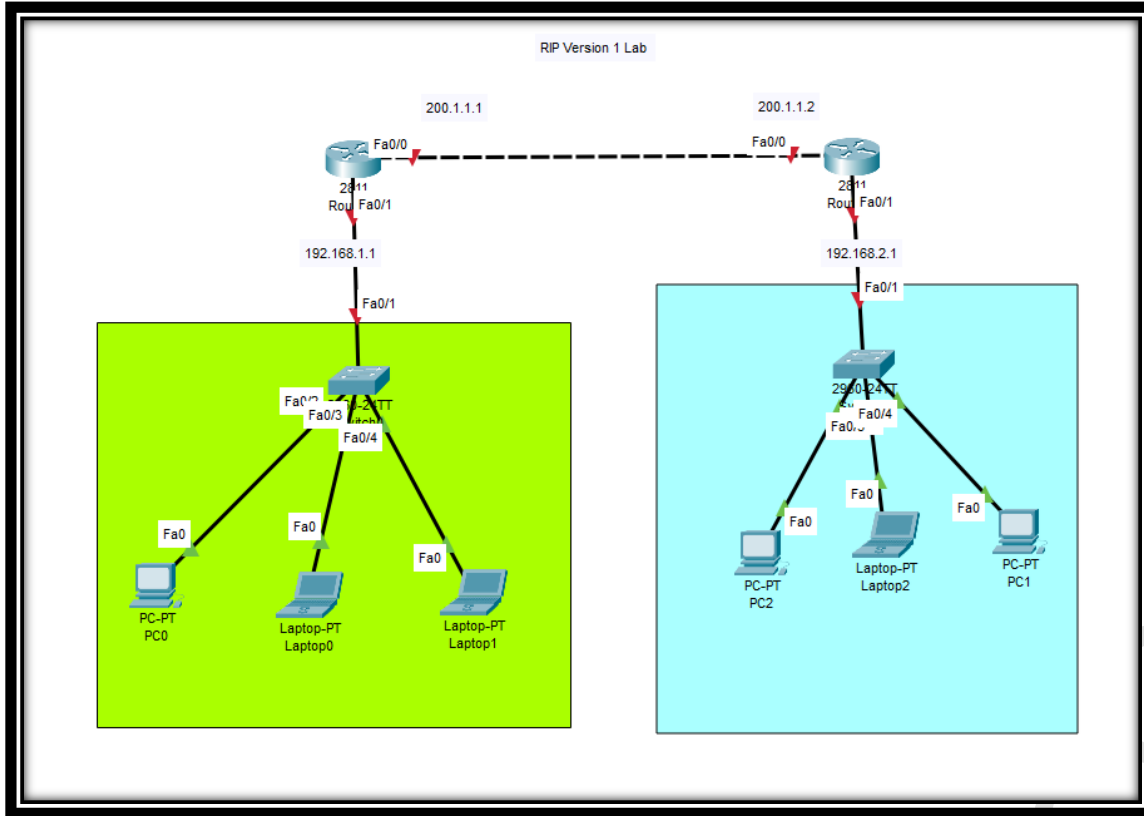 RIP Version 1 Lab
200.1.1.1
200.1.1.2
Fa0/0
Fa0/0
2811
2811
Fa0/1
Fa0/1
192.168.1.1
192.168.2.1
Fa0/1
Fa0/1
Fa0/3
Fa0/4
Fa0/4
Fa0
Fa0
Fa0
Fa0
Fa0
Fa0
PC-PT
PC0
Laptop-PT
Laptop0
Laptop-PT
Laptop1
PC-PT
PC2
Laptop-PT
Laptop2
PC-PT
PC1